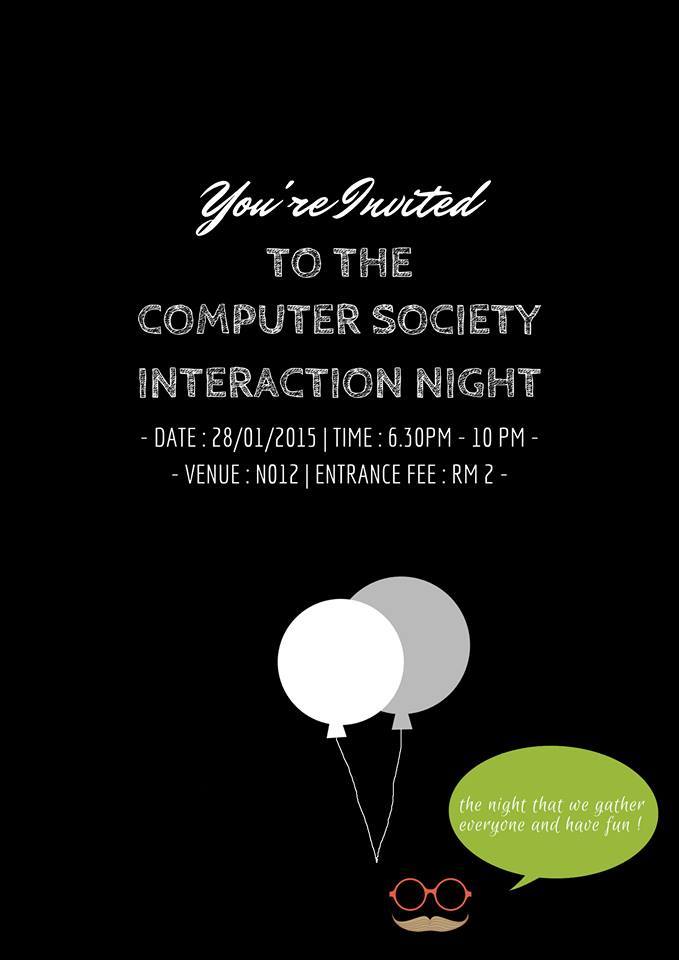 You're Invited
TO THE
COMPUTER SOCIETY
INTERACTION NIGHT
- DATE : 28/01/2015 | TIME : 6.30PM - 10 PM -
- VENUE : N012 | ENTRANCE FEE : RM 2 -
the night that we gather
everyone and have fun !